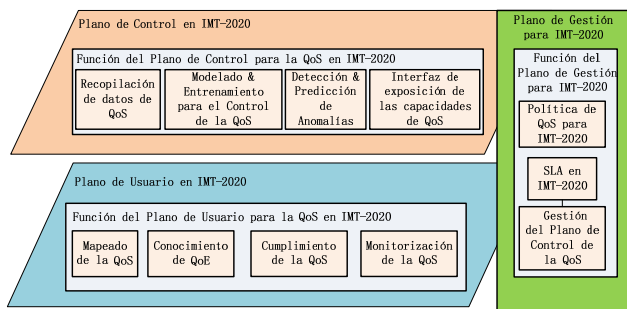 Plano de Control en IMT-2020
Función del Plano de Control para la QoS en IMT-2020
Recopilación
de datos de
QoS
Modelado &
Entrenamiento
para el Control
de la QoS
Detección &
Predicción
de
Anomalías
Interfaz de
exposición de
las capacidades
de QoS
Plano de Usuario en IMT-2020
Función del Plano de Usuario para la QoS en IMT-2020
Mapeado
de la QoS
Conocimiento
de QoE
Cumplimiento
de la QoS
Monitorización
de la QoS
Plano de Gestión
para IMT-2020
Función del
Plano de Gestión
para IMT-2020
Política de
QoS para
IMT-2020
SLA en
IMT-2020
Gestión
del Plano de
Control de
la QoS